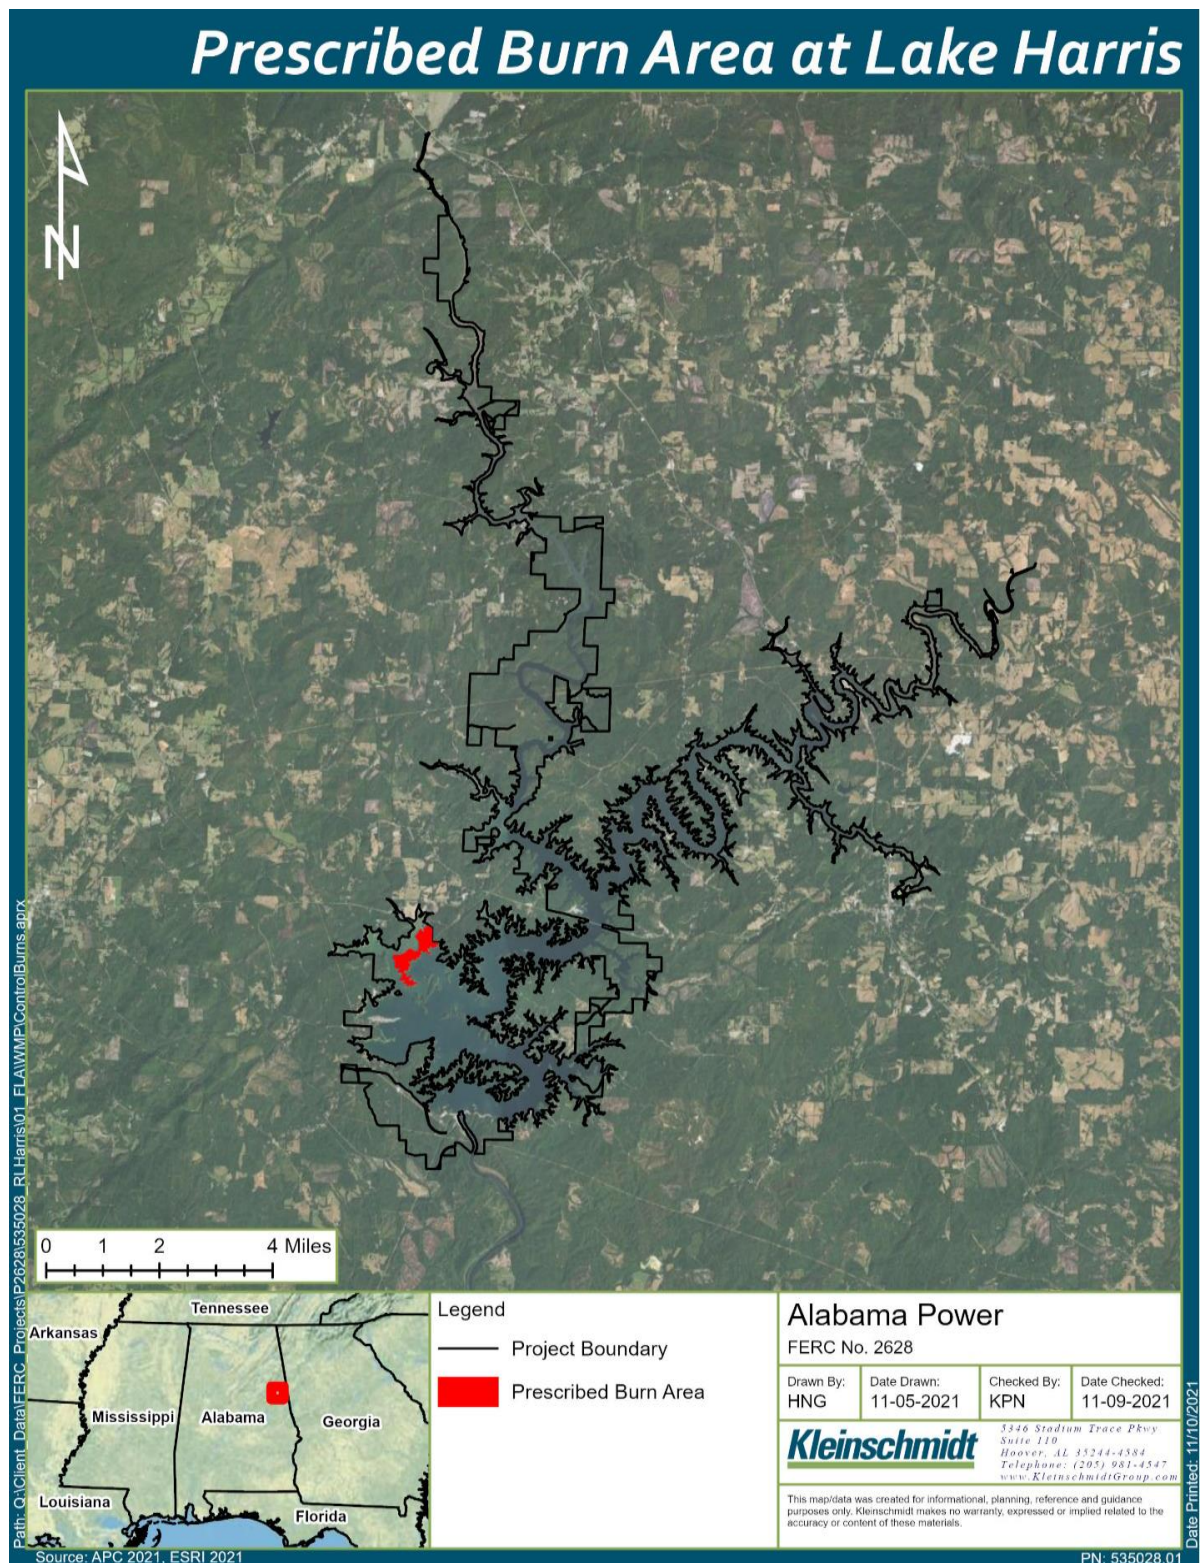 Prescribed Burn Area at Lake Harris
N
0 1 2 4 Miles
Path: Q:\Client_Data\FERC_Projects\P2628\535028_RLHarris\01_FLA\WMP\ControlBurns.aprx
Tennessee
Arkansas
Mississippi
Alabama
Georgia
Louisiana
Florida
Legend
Project Boundary
Prescribed Burn Area
Alabama Power
FERC No. 2628
Drawn By:
HNG
Date Drawn:
11-05-2021
Checked By:
KPN
Date Checked:
11-09-2021
Kleinschmidt
5346 Stadium Trace Pkwy
Suite 110
Hoover, AL 35244-4584
Telephone: (205) 981-4547
www.KleinschmidtGroup.com
This map/data was created for informational, planning, reference and guidance
purposes only. Kleinschmidt makes no warranty, expressed or implied related to the
accuracy or content of these materials.
Date Printed: 11/10/2021
Source: APC 2021, ESRI 2021
PN: 535028.01